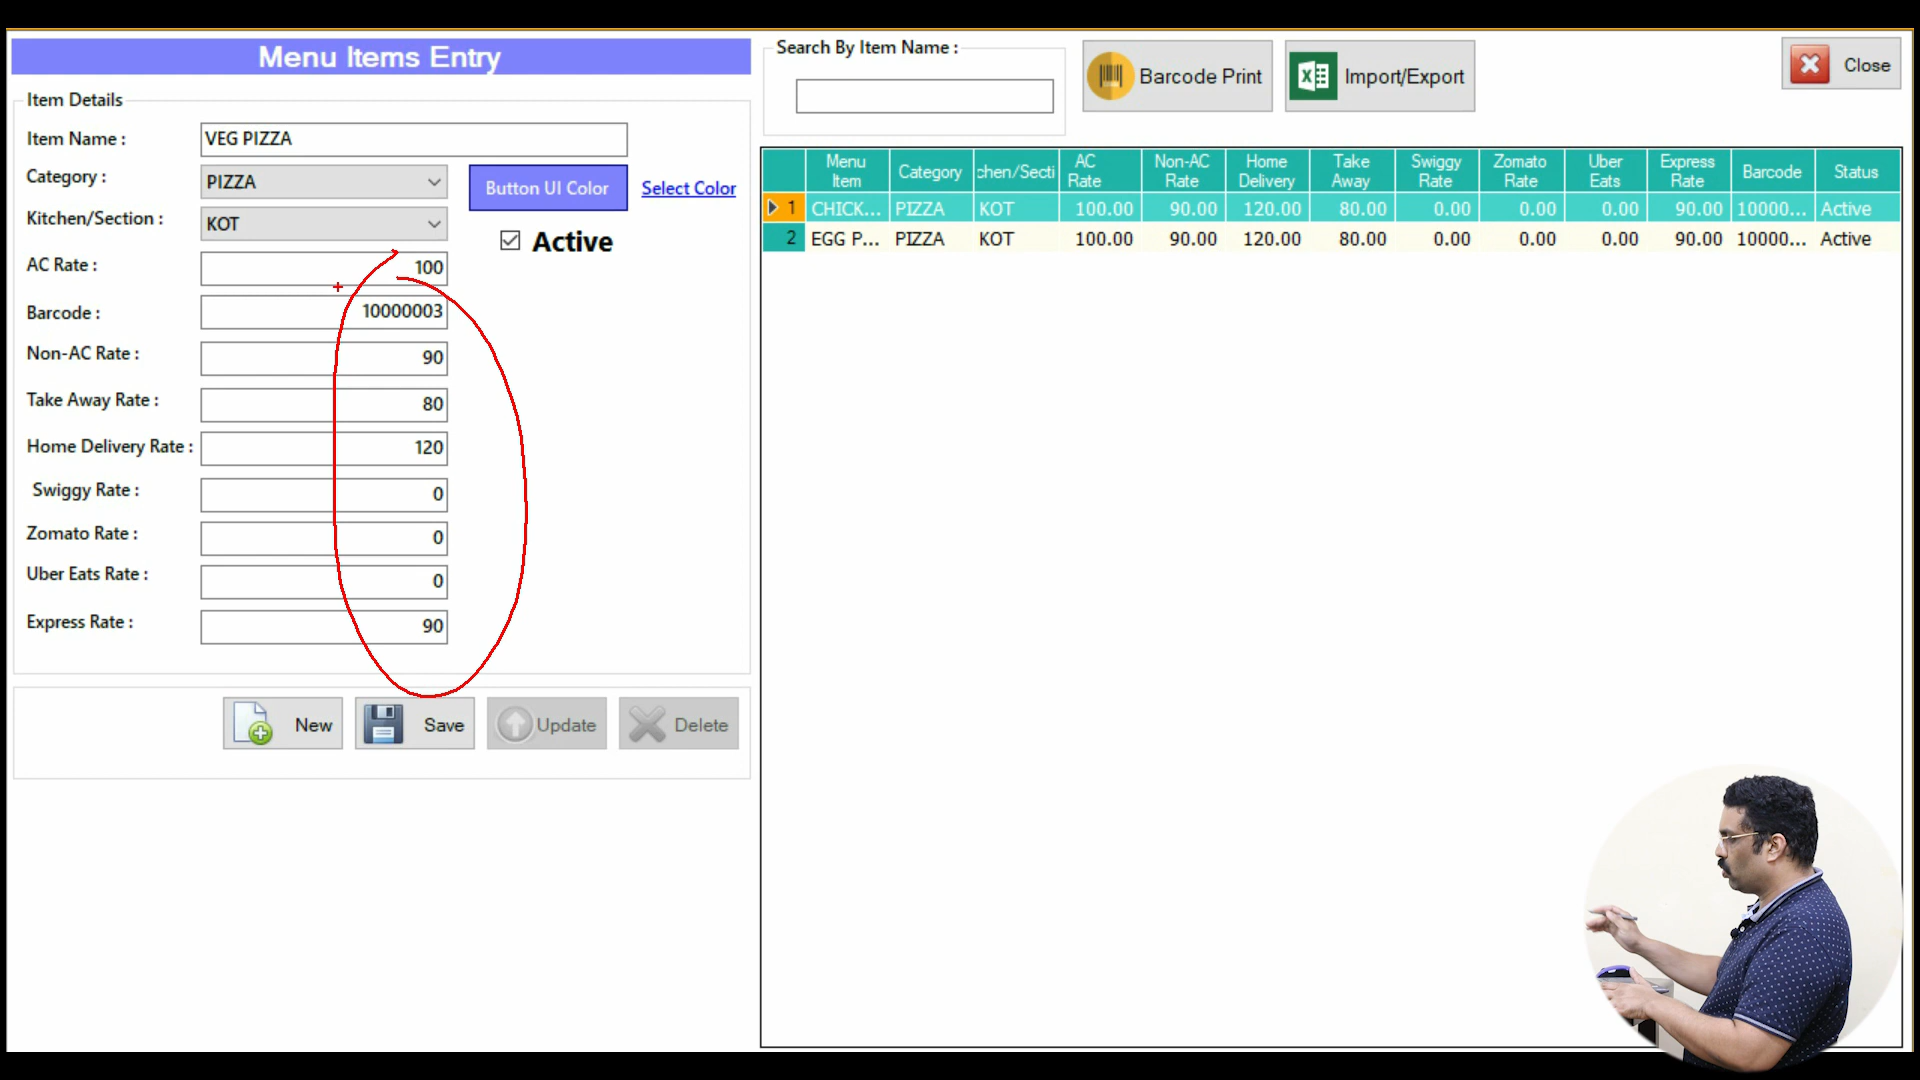 Menu Items Entry
Item Details
Item Name :
VEG PIZZA
Category :
PIZZA
Button UI Color
Select Color
Kitchen/Section :
KOT
Active
AC Rate :
100
Barcode :
10000003
Non-AC Rate :
90
Take Away Rate :
80
Home Delivery Rate :
120
Swiggy Rate :
0
Zomato Rate :
0
Uber Eats Rate :
0
Express Rate :
90
New
Save
Update
Delete
Search By Item Name :
Barcode Print
Import/Export
Close
Menu Item Category chen/Secti AC Rate Non-AC Rate Home Delivery Take Away Swiggy Rate Zomato Rate Uber Eats Express Rate Barcode Status
1 CHICK... PIZZA KOT 100.00 90.00 120.00 80.00 0.00 0.00 0.00 90.00 10000... Active
2 EGG P... PIZZA KOT 100.00 90.00 120.00 80.00 0.00 0.00 0.00 90.00 10000... Active